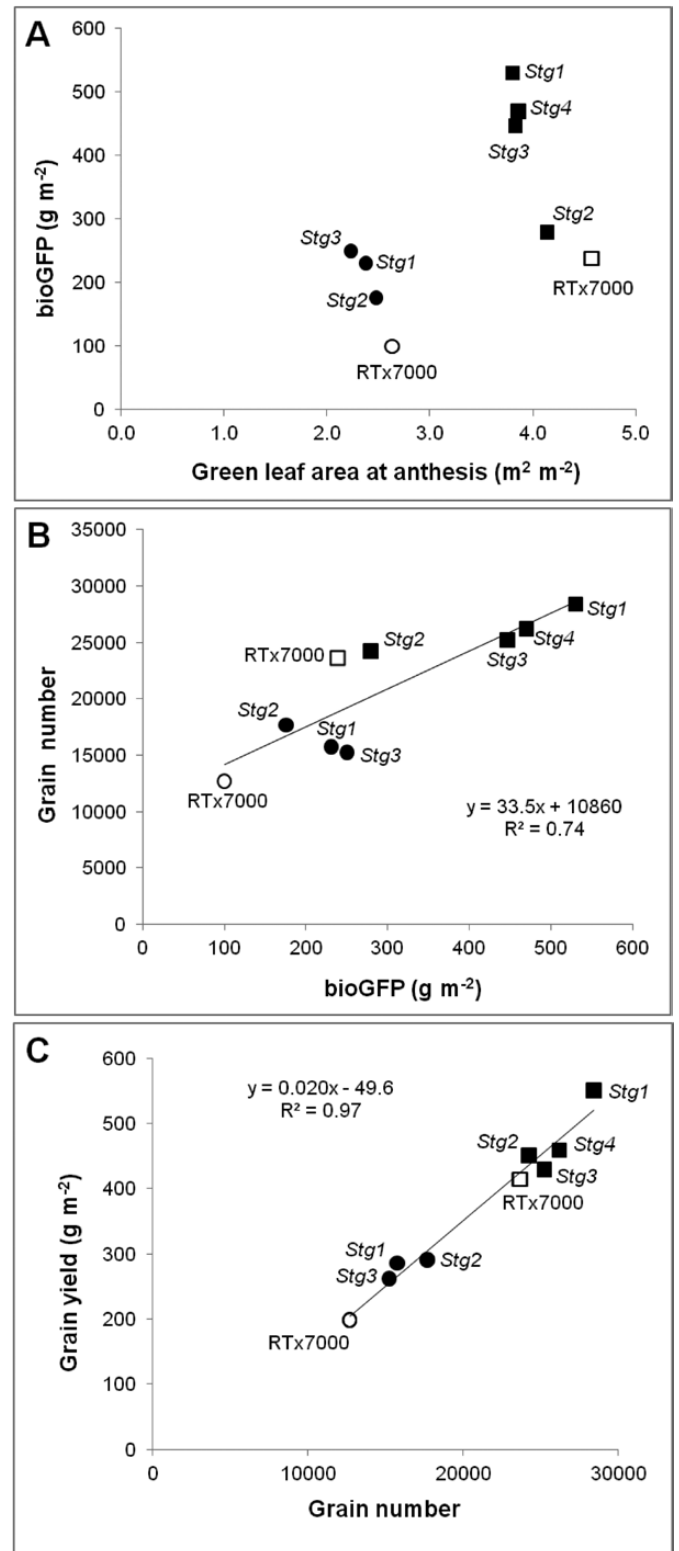 A
600
500
400
300
200
100
0
bioGFP (g m⁻²)
Stg1
Stg4
Stg3
Stg2
RTx7000
Stg3
Stg1
Stg2
RTx7000
0.0 1.0 2.0 3.0 4.0 5.0
Green leaf area at anthesis (m² m⁻²)
B
35000
30000
25000
20000
15000
10000
5000
0
Grain number
Stg1
Stg4
Stg3
Stg2
RTx7000
Stg2
Stg1
Stg3
RTx7000
y = 33.5x + 10860
R² = 0.74
0 100 200 300 400 500 600
bioGFP (g m⁻²)
C
600
500
400
300
200
100
0
Grain yield (g m⁻²)
y = 0.020x - 49.6
R² = 0.97
Stg1
Stg2
Stg4
Stg3
RTx7000
Stg1
Stg2
Stg3
RTx7000
0 10000 20000 30000
Grain number